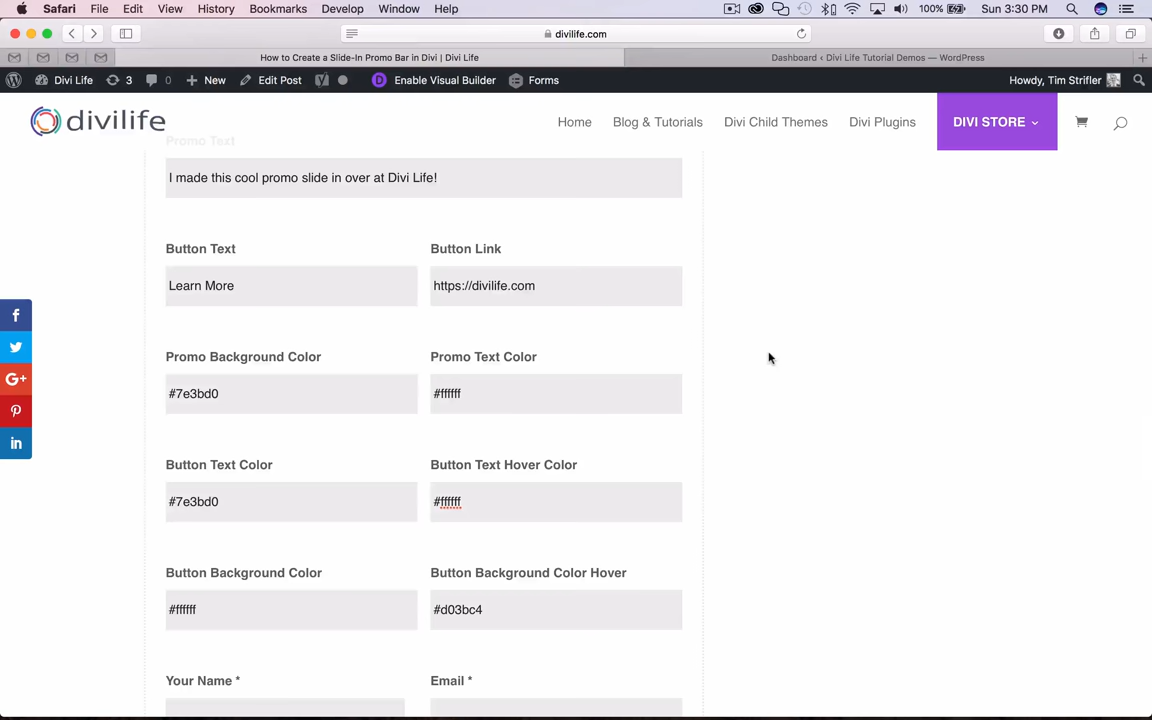 Safari File Edit View History Bookmarks Develop Window Help 100% Sun 3:30 PM
divilife.com
How to Create a Slide-In Promo Bar in Divi | Divi Life Dashboard ‹ Divi Life Tutorial Demos — WordPress
Divi Life 3 0 New Edit Post D Enable Visual Builder Forms Howdy, Tim Strifler
divilife Home Blog & Tutorials Divi Child Themes Divi Plugins DIVI STORE
Promo Text
I made this cool promo slide in over at Divi Life!
Button Text Button Link
Learn More https://divilife.com
Promo Background Color Promo Text Color
#7e3bd0 #ffffff
Button Text Color Button Text Hover Color
#7e3bd0 #ffffff
Button Background Color Button Background Color Hover
#ffffff #d03bc4
Your Name * Email *